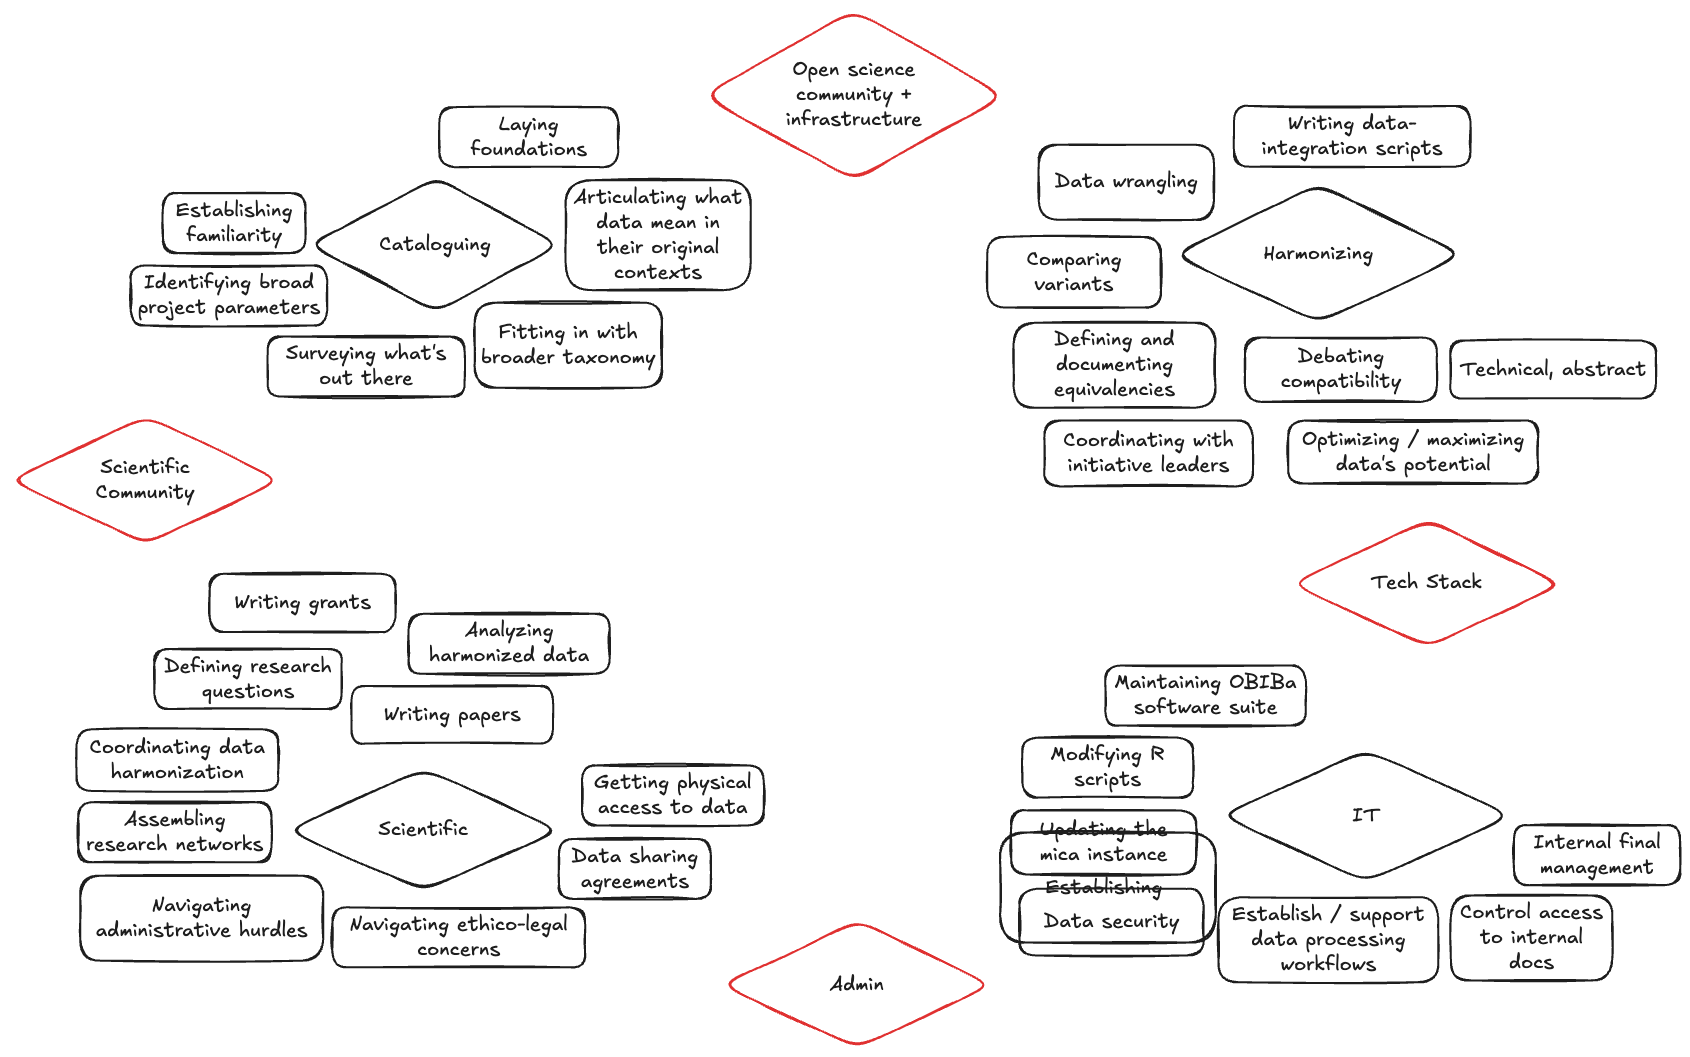 Open science
community +
infrastructure
Laying
foundations
Establishing
familiarity
Cataloguing
Articulating what
data mean in
their original
contexts
Identifying broad
project parameters
Surveying what's
out there
Fitting in with
broader taxonomy
Writing data-
integration scripts
Data wrangling
Harmonizing
Comparing
variants
Defining and
documenting
equivalencies
Debating
compatibility
Technical, abstract
Coordinating with
initiative leaders
Optimizing / maximizing
data's potential
Scientific
Community
Tech Stack
Writing grants
Analyzing
harmonized data
Defining research
questions
Writing papers
Coordinating data
harmonization
Getting physical
access to data
Assembling
research networks
Scientific
Data sharing
agreements
Navigating
administrative hurdles
Navigating ethico-legal
concerns
Maintaining OBIBa
software suite
Modifying R
scripts
IT
Updating the
mica instance
Establishing
Data security
Internal final
management
Establish / support
data processing
workflows
Control access
to internal
docs
Admin